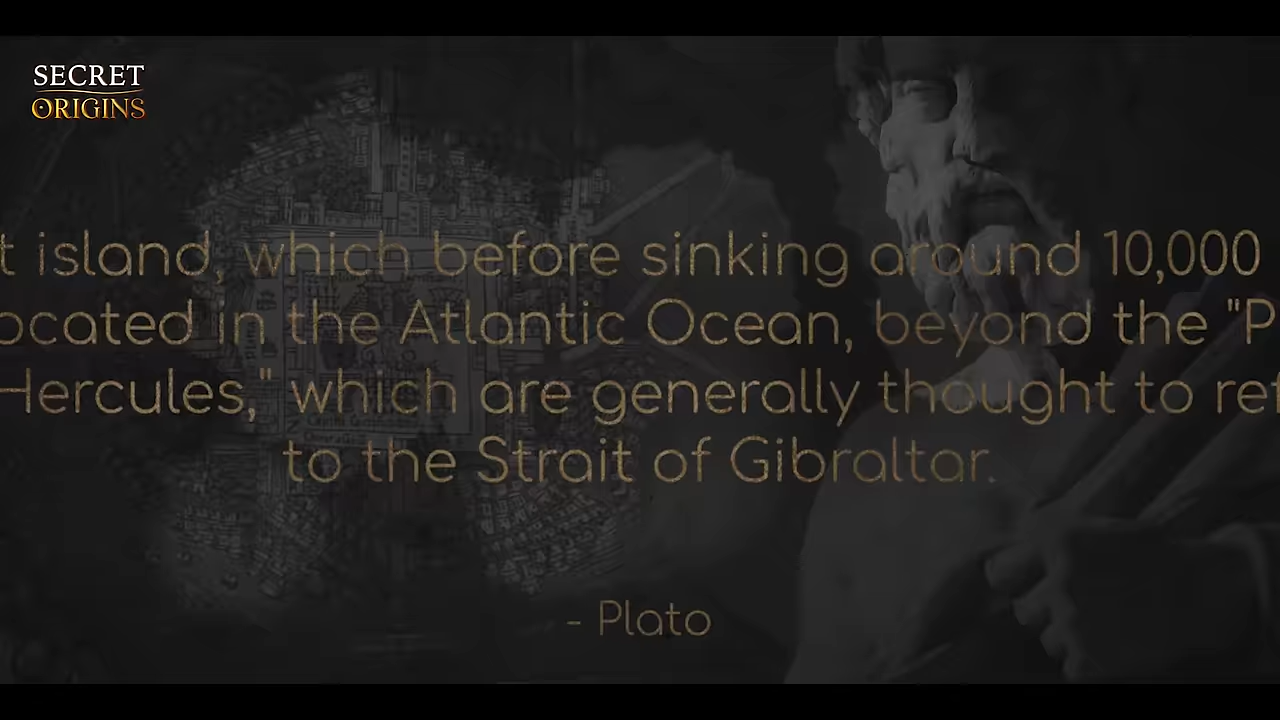 SECRET
ORIGINS
t island, which before sinking around 10,000
ocated in the Atlantic Ocean, beyond the "P
Hercules," which are generally thought to ref
to the Strait of Gibraltar.
- Plato